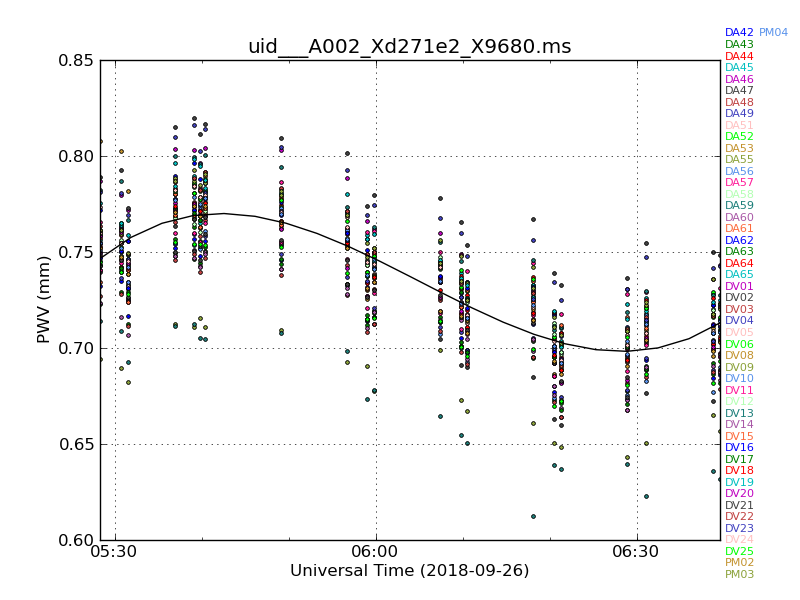 uid___A002_Xd271e2_X9680.ms
DA42 PM04
DA43
DA44
DA45
DA46
DA47
DA48
DA49
DA51
DA52
DA53
DA55
DA56
DA57
DA58
DA59
DA60
DA61
DA62
DA63
DA64
DA65
DV01
DV02
DV03
DV04
DV05
DV06
DV08
DV09
DV10
DV11
DV12
DV13
DV14
DV15
DV16
DV17
DV18
DV19
DV20
DV21
DV22
DV23
DV24
DV25
PM02
PM03
0.85
0.80
0.75
0.70
0.65
0.60
PWV (mm)
05:30 06:00 06:30
Universal Time (2018-09-26)